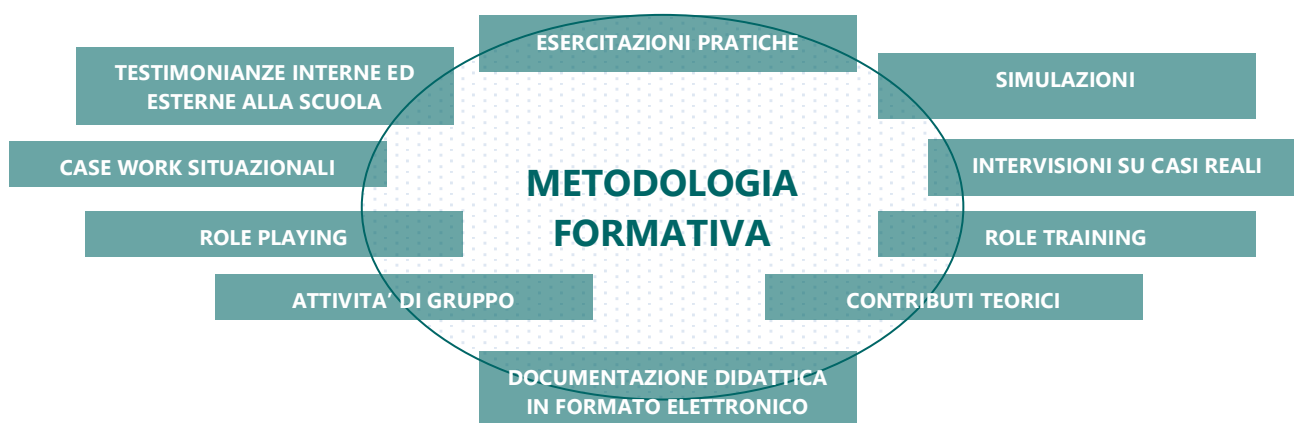 ESERCITAZIONI PRATICHE
TESTIMONIANZE INTERNE ED
ESTERNE ALLA SCUOLA
SIMULAZIONI
CASE WORK SITUAZIONALI
INTERVISIONI SU CASI REALI
METODOLOGIA
FORMATIVA
ROLE PLAYING
ROLE TRAINING
ATTIVITA’ DI GRUPPO
CONTRIBUTI TEORICI
DOCUMENTAZIONE DIDATTICA
IN FORMATO ELETTRONICO